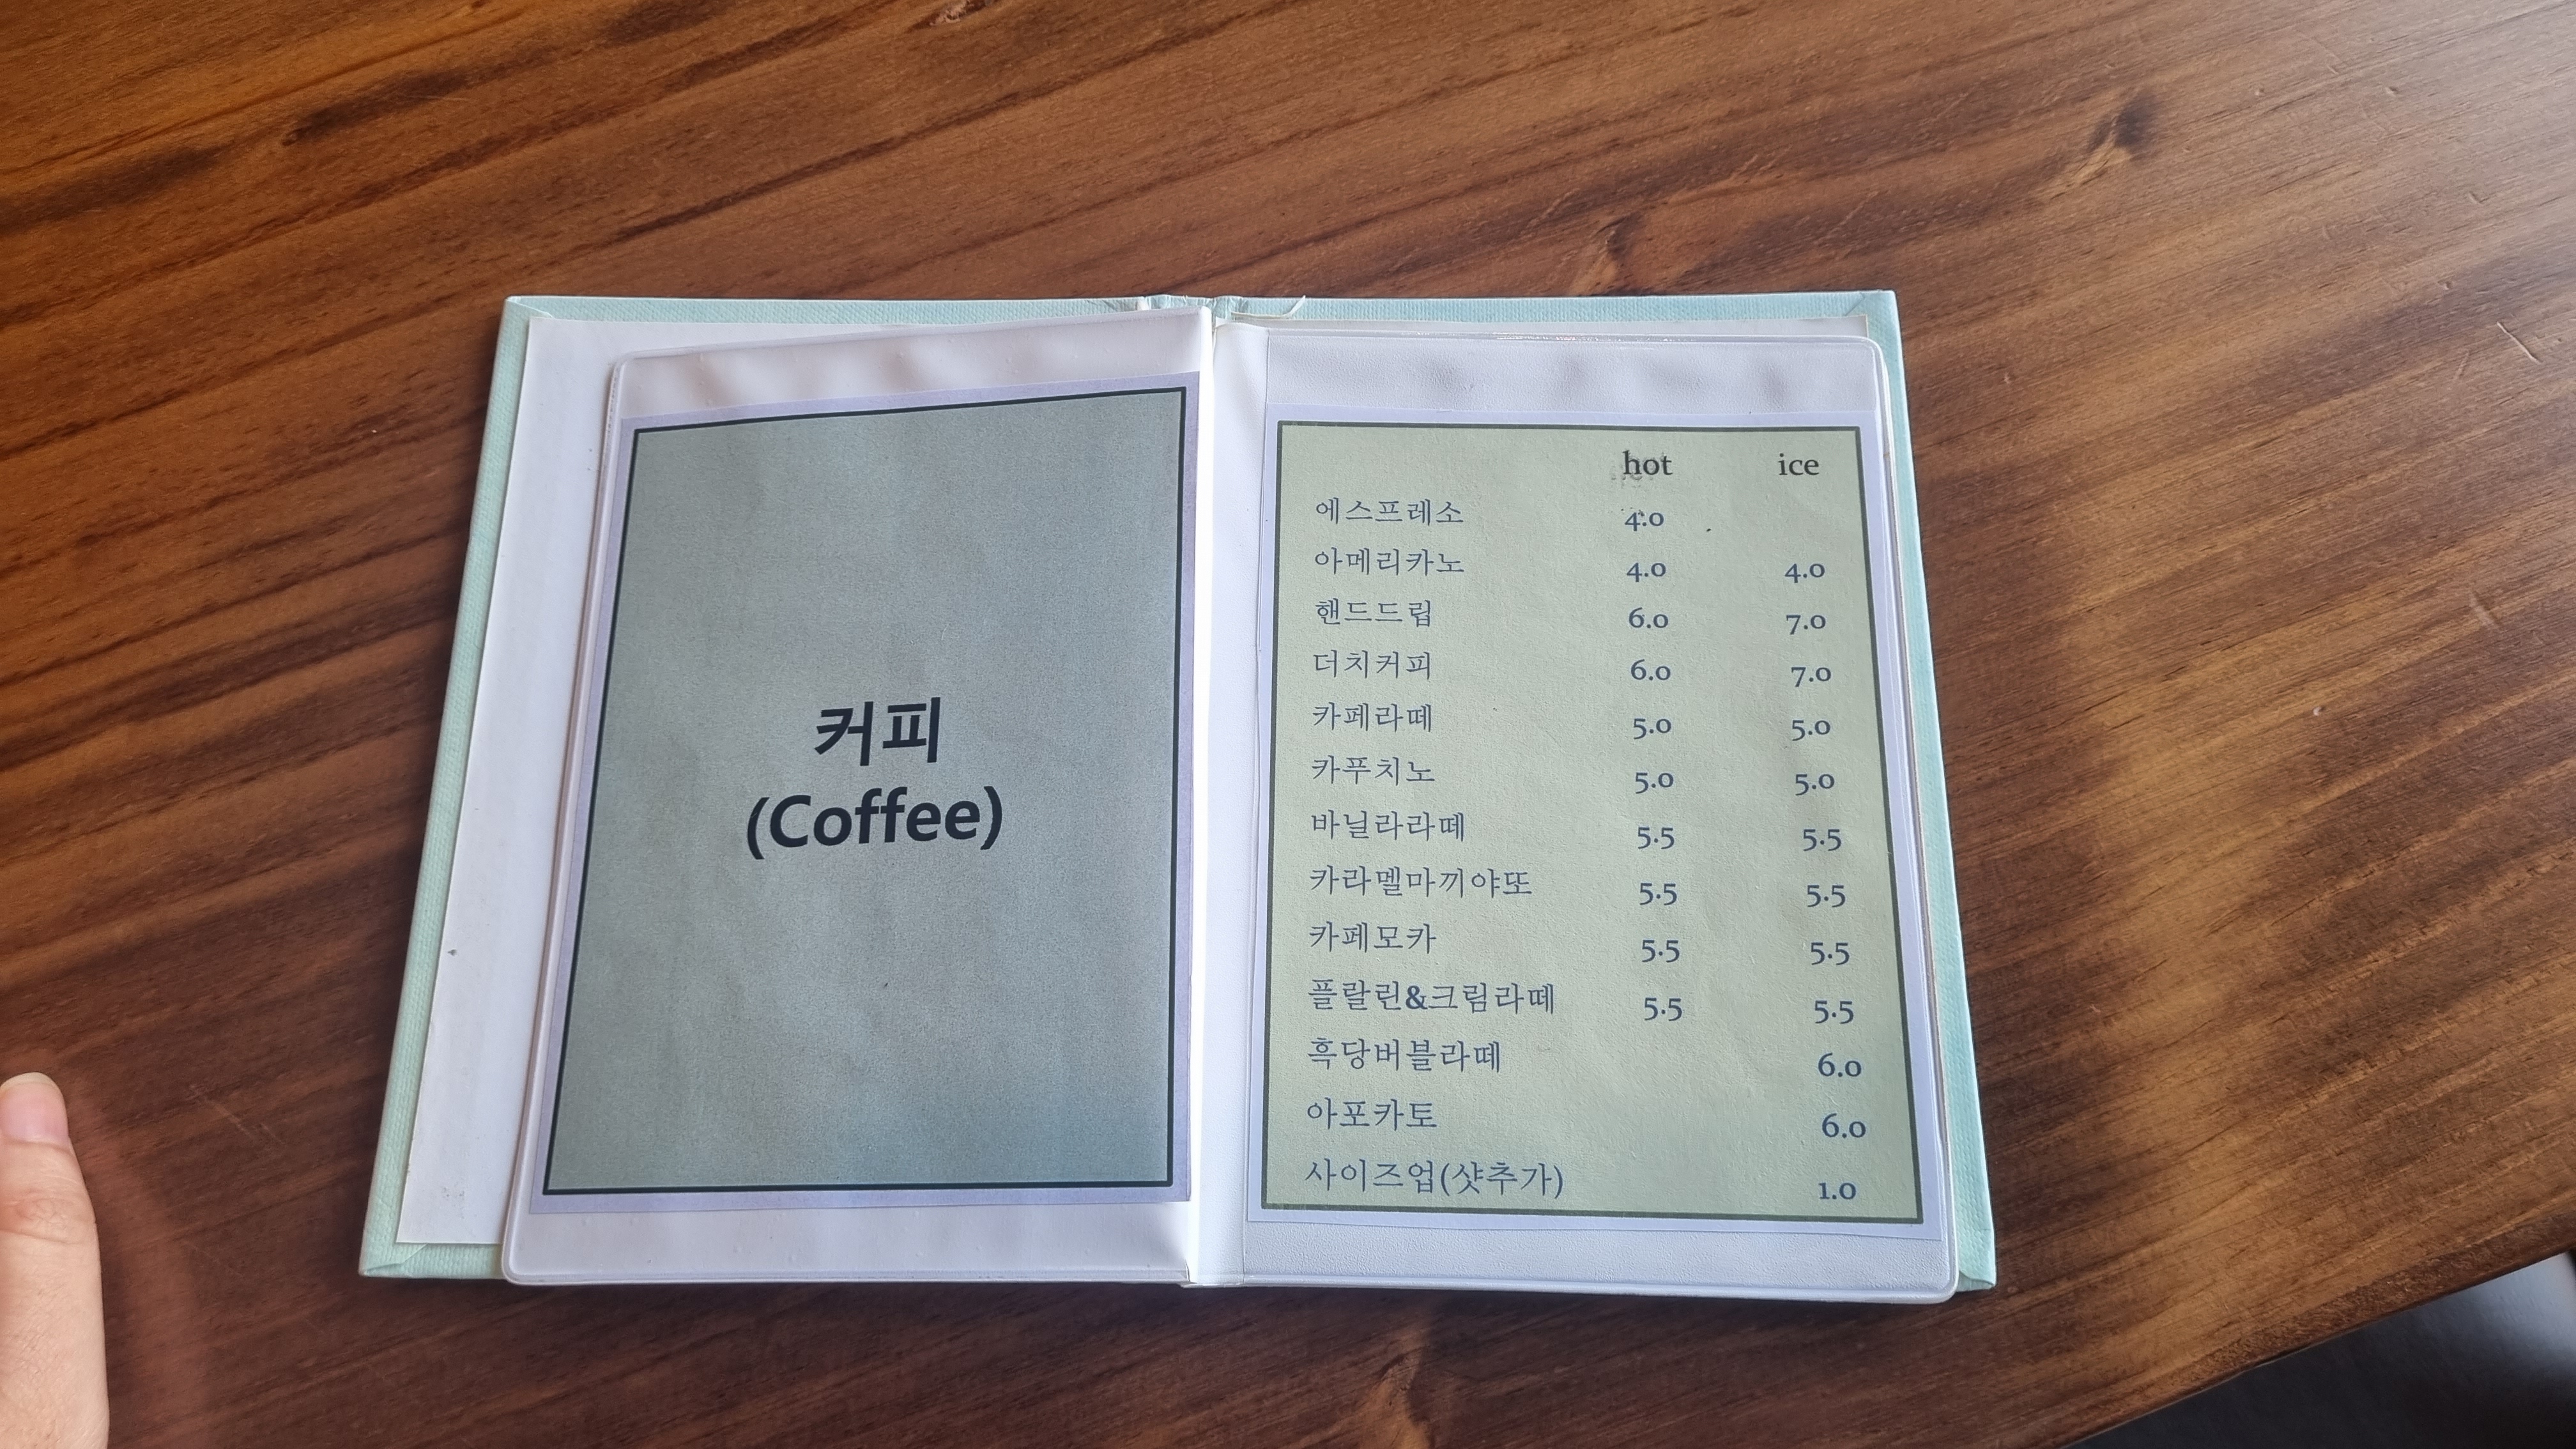 커피
(Coffee)
hot ice
에스프레소 4.0
아메리카노 4.0 4.0
핸드드립 6.0 7.0
더치커피 6.0 7.0
카페라떼 5.0 5.0
카푸치노 5.0 5.0
바닐라라떼 5.5 5.5
카라멜마끼야또 5.5 5.5
카페모카 5.5 5.5
플랄린&크림라떼 5.5 5.5
흑당버블라떼 6.0
아포카토 6.0
사이즈업(샷추가) 1.0